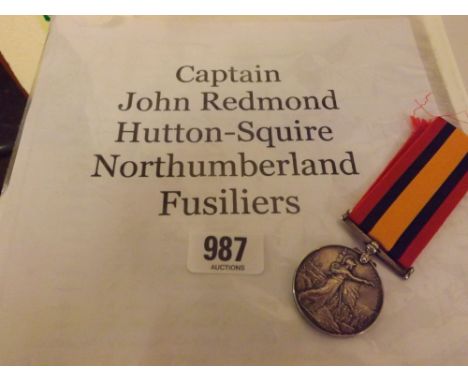 Captain
John Redmond
Hutton-Squire
Northumberland
Fusiliers
987
AUCTIONS